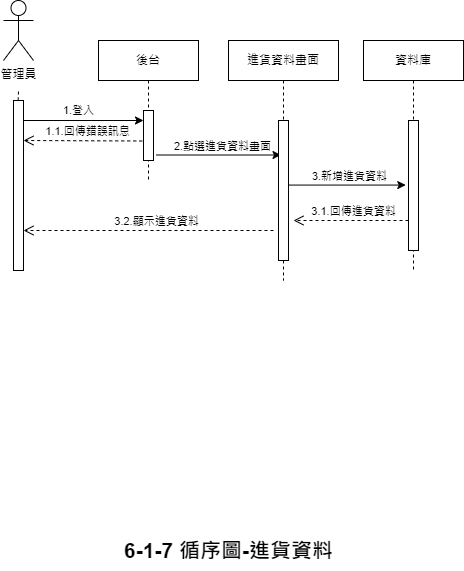 管理員
後台
進貨資料畫面
資料庫
1.登入
1.1.回傳錯誤訊息
2.點選進貨資料畫面
3.新增進貨資料
3.1.回傳進貨資料
3.2.顯示進貨資料
6-1-7 循序圖-進貨資料